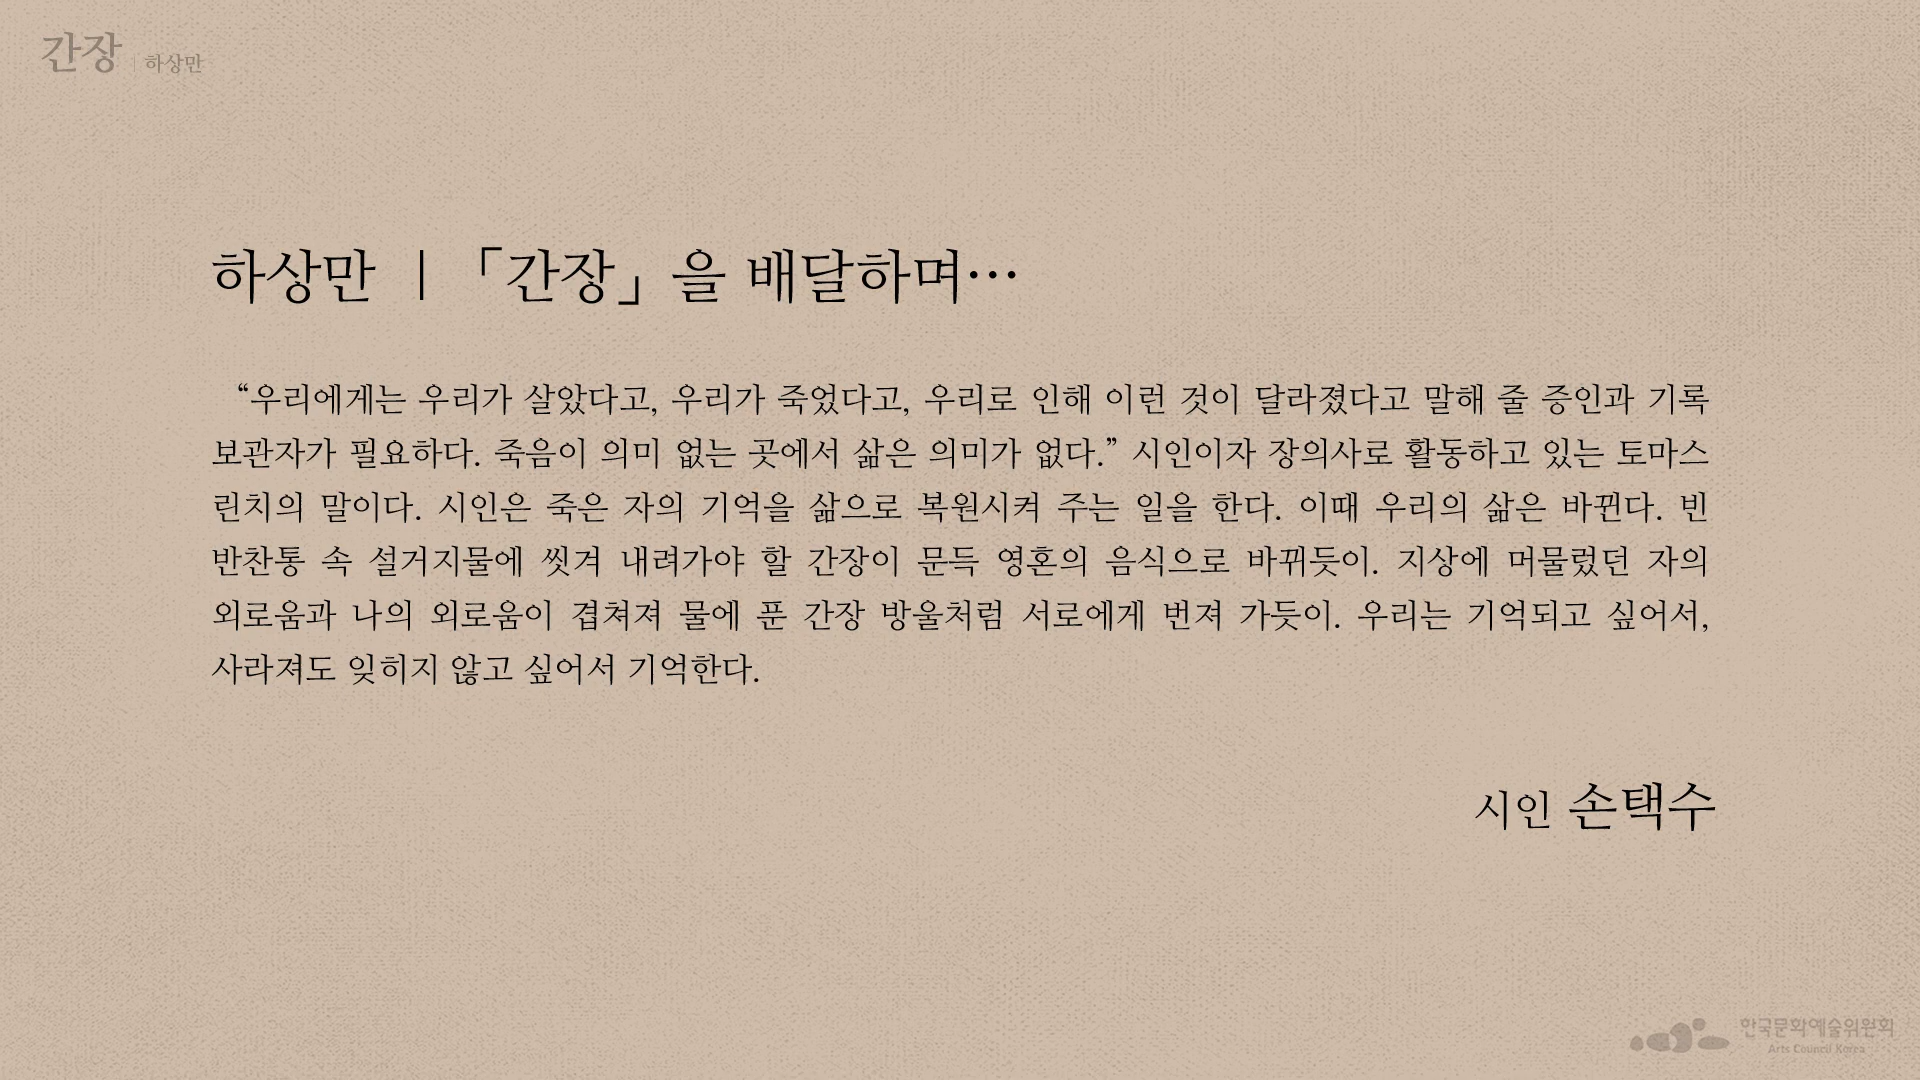 간장 | 하상만
하상만 | 「간장」을 배달하며…
“우리에게는 우리가 살았다고, 우리가 죽었다고, 우리로 인해 이런 것이 달라졌다고 말해 줄 증인과 기록
보관자가 필요하다. 죽음이 의미 없는 곳에서 삶은 의미가 없다.” 시인이자 장의사로 활동하고 있는 토마스
린치의 말이다. 시인은 죽은 자의 기억을 삶으로 복원시켜 주는 일을 한다. 이때 우리의 삶은 바뀐다. 빈
반찬통 속 설거지물에 씻겨 내려가야 할 간장이 문득 영혼의 음식으로 바뀌듯이. 지상에 머물렀던 자의
외로움과 나의 외로움이 겹쳐져 물에 푼 간장 방울처럼 서로에게 번져 가듯이. 우리는 기억되고 싶어서,
사라져도 잊히지 않고 싶어서 기억한다.
시인 손택수
한국문화예술위원회
Arts Council Korea